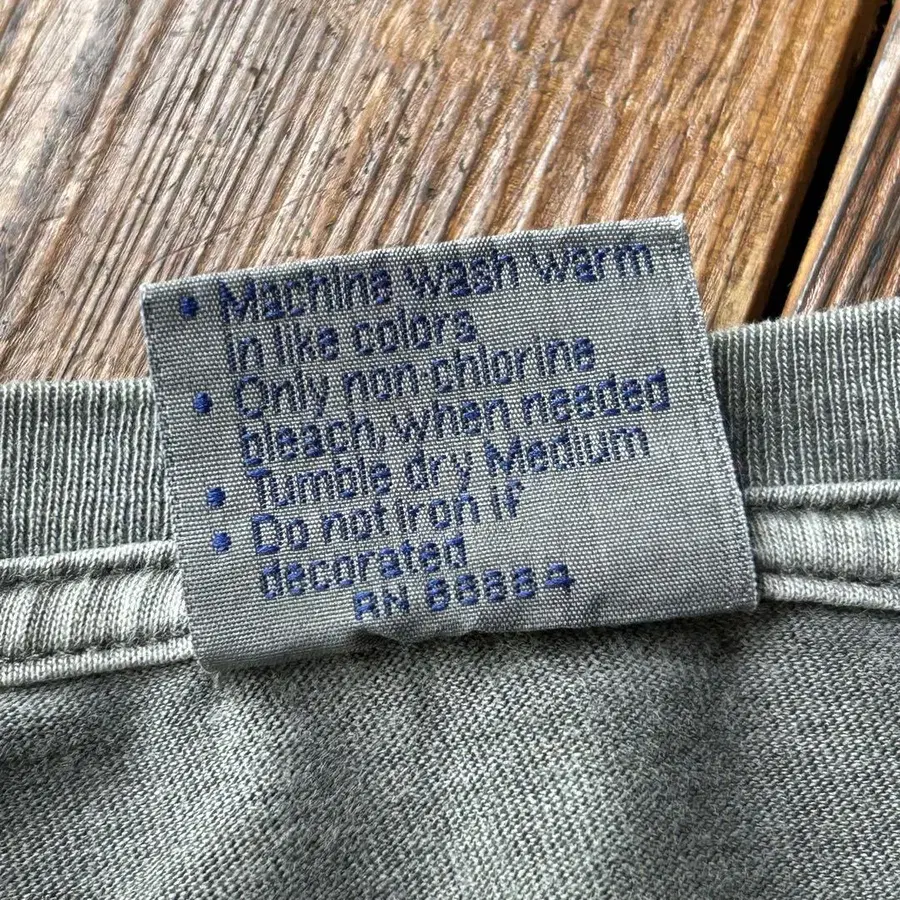 • Machine wash warm
in like colors
• Only non-chlorine
bleach, when needed
• Tumble dry Medium
• Do not iron if
decorated
RN